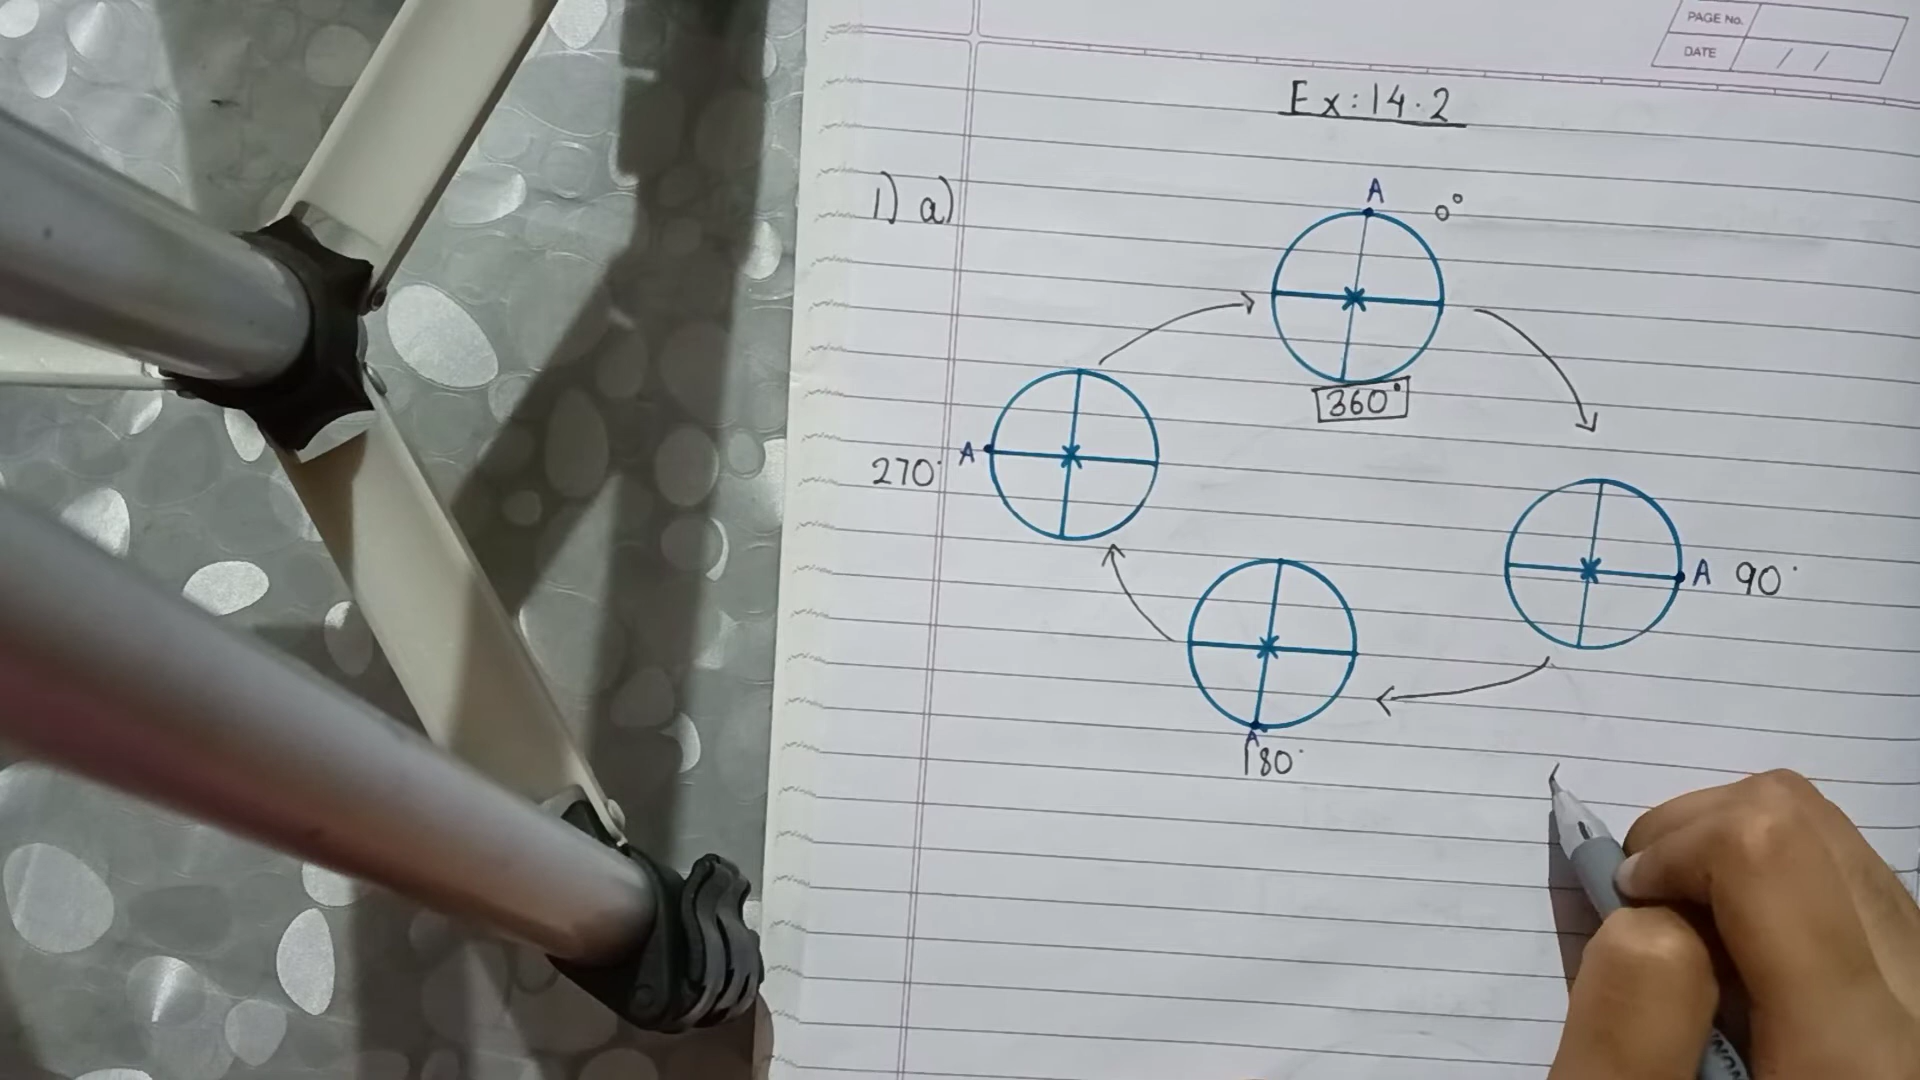 PAGE No.
DATE / /
Ex:14.2
1) a)
A 0°
360°
A
270°
A 90°
A
180°